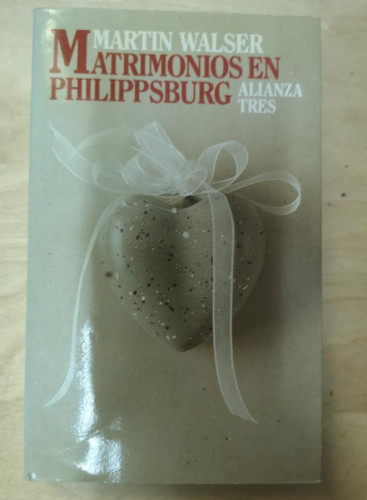 MARTIN WALSER
MATRIMONIOS EN
PHILIPPSBURG
ALIANZA
TRES